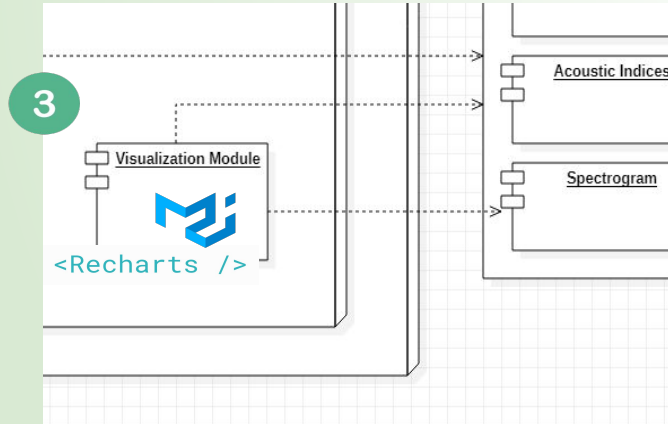 3
Acoustic Indices
Visualization Module
Spectrogram
<Recharts />